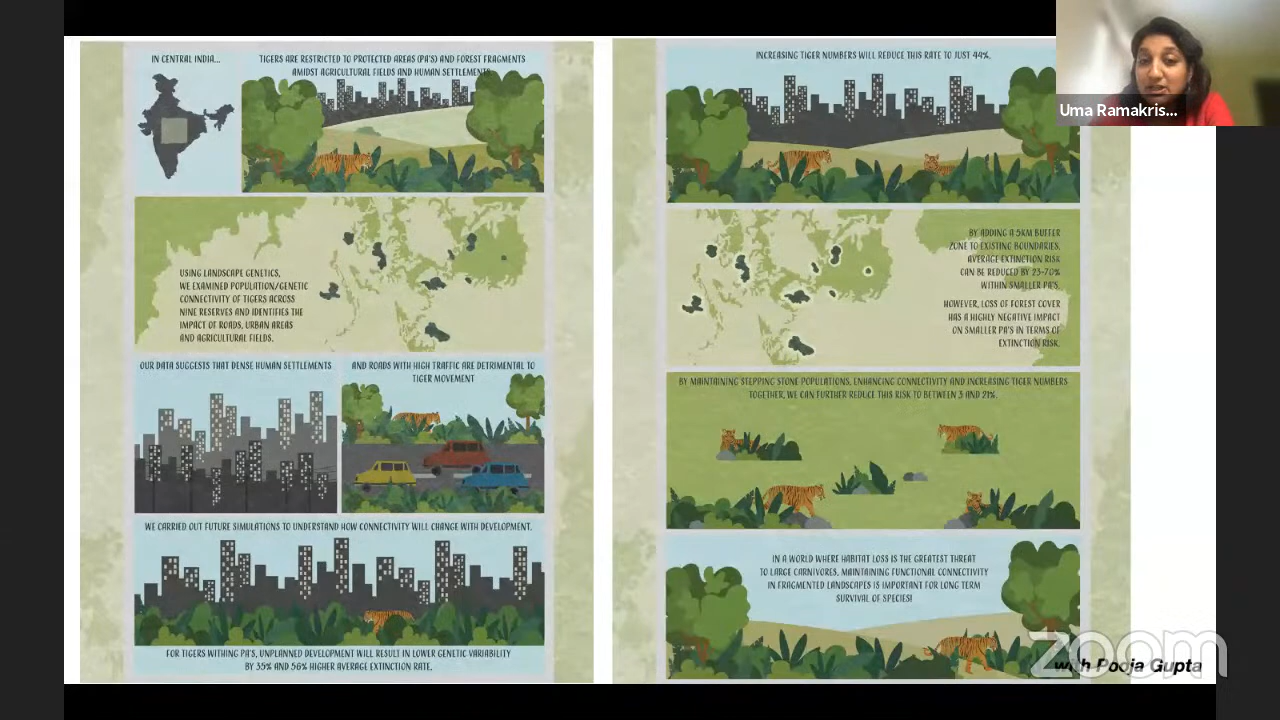 IN CENTRAL INDIA...
TIGERS ARE RESTRICTED TO PROTECTED AREAS (PA'S) AND FOREST FRAGMENTS
AMIDST AGRICULTURAL FIELDS AND HUMAN SETTLEMENTS.
USING LANDSCAPE GENETICS,
WE EXAMINED POPULATION/GENETIC
CONNECTIVITY OF TIGERS ACROSS
NINE RESERVES AND IDENTIFIES THE
IMPACT OF ROADS, URBAN AREAS
AND AGRICULTURAL FIELDS.
OUR DATA SUGGESTS THAT DENSE HUMAN SETTLEMENTS
AND ROADS WITH HIGH TRAFFIC ARE DETRIMENTAL TO
TIGER MOVEMENT
WE CARRIED OUT FUTURE SIMULATIONS TO UNDERSTAND HOW CONNECTIVITY WILL CHANGE WITH DEVELOPMENT.
FOR TIGERS WITHING PA'S, UNPLANNED DEVELOPMENT WILL RESULT IN LOWER GENETIC VARIABILITY
BY 35% AND 56% HIGHER AVERAGE EXTINCTION RATE.
INCREASING TIGER NUMBERS WILL REDUCE THIS RATE TO JUST 44%.
BY ADDING A 5KM BUFFER
ZONE TO EXISTING BOUNDARIES,
AVERAGE EXTINCTION RISK
CAN BE REDUCED BY 23-70%
WITHIN SMALLER PA'S.
HOWEVER, LOSS OF FOREST COVER
HAS A HIGHLY NEGATIVE IMPACT
ON SMALLER PA'S IN TERMS OF
EXTINCTION RISK.
BY MAINTAINING STEPPING STONE POPULATIONS, ENHANCING CONNECTIVITY AND INCREASING TIGER NUMBERS
TOGETHER, WE CAN FURTHER REDUCE THIS RISK TO BETWEEN 3 AND 21%.
IN A WORLD WHERE HABITAT LOSS IS THE GREATEST THREAT
TO LARGE CARNIVORES, MAINTAINING FUNCTIONAL CONNECTIVITY
IN FRAGMENTED LANDSCAPES IS IMPORTANT FOR LONG TERM
SURVIVAL OF SPECIES!
with Pooja Gupta
zoom
Uma Ramakris...